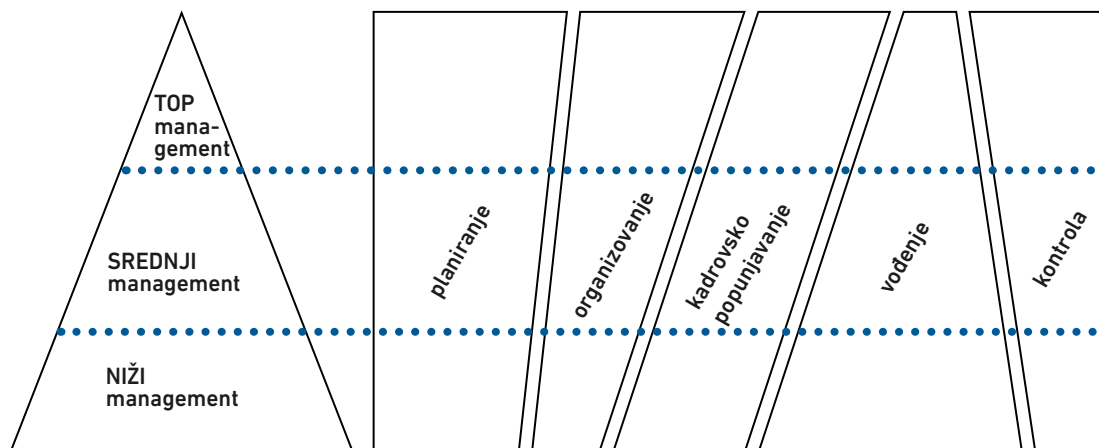 TOP
mana-
gement
SREDNJI
management
NIŽI
management
planiranje
organizovanje
kadrovsko
popunjavanje
vođenje
kontrola